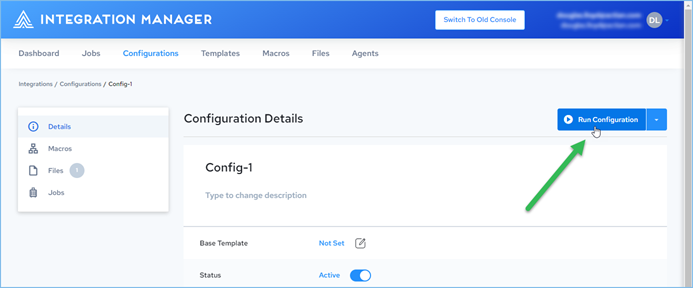 INTEGRATION MANAGER
Switch To Old Console
DL
Dashboard Jobs Configurations Templates Macros Files Agents
Integrations / Configurations / Config-1
Details
Macros
Files 1
Jobs
Configuration Details
Run Configuration
Config-1
Type to change description
Base Template Not Set
Status Active